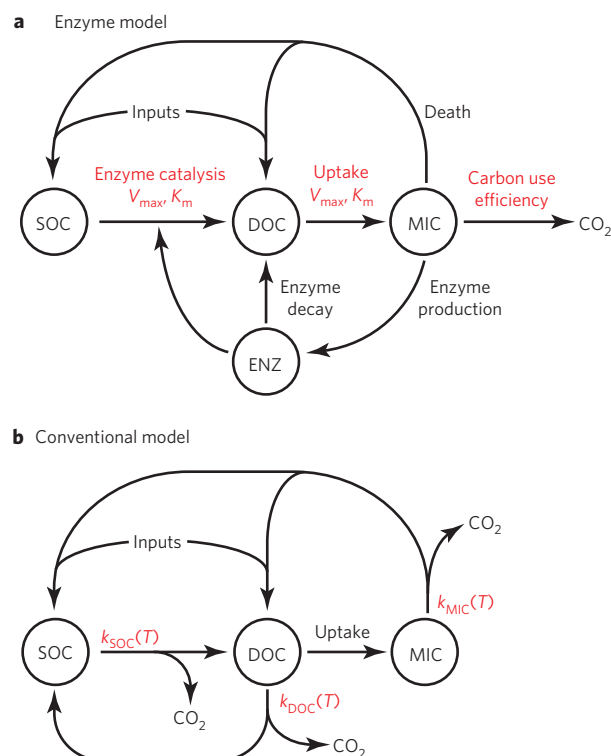 a Enzyme model
Inputs
Death
Enzyme catalysis
Vmax, Km
Uptake
Vmax, Km
Carbon use
efficiency
SOC
DOC
MIC
CO2
Enzyme
decay
Enzyme
production
ENZ
b Conventional model
CO2
Inputs
kMIC(T)
kSOC(T)
Uptake
SOC
DOC
MIC
kDOC(T)
CO2
CO2